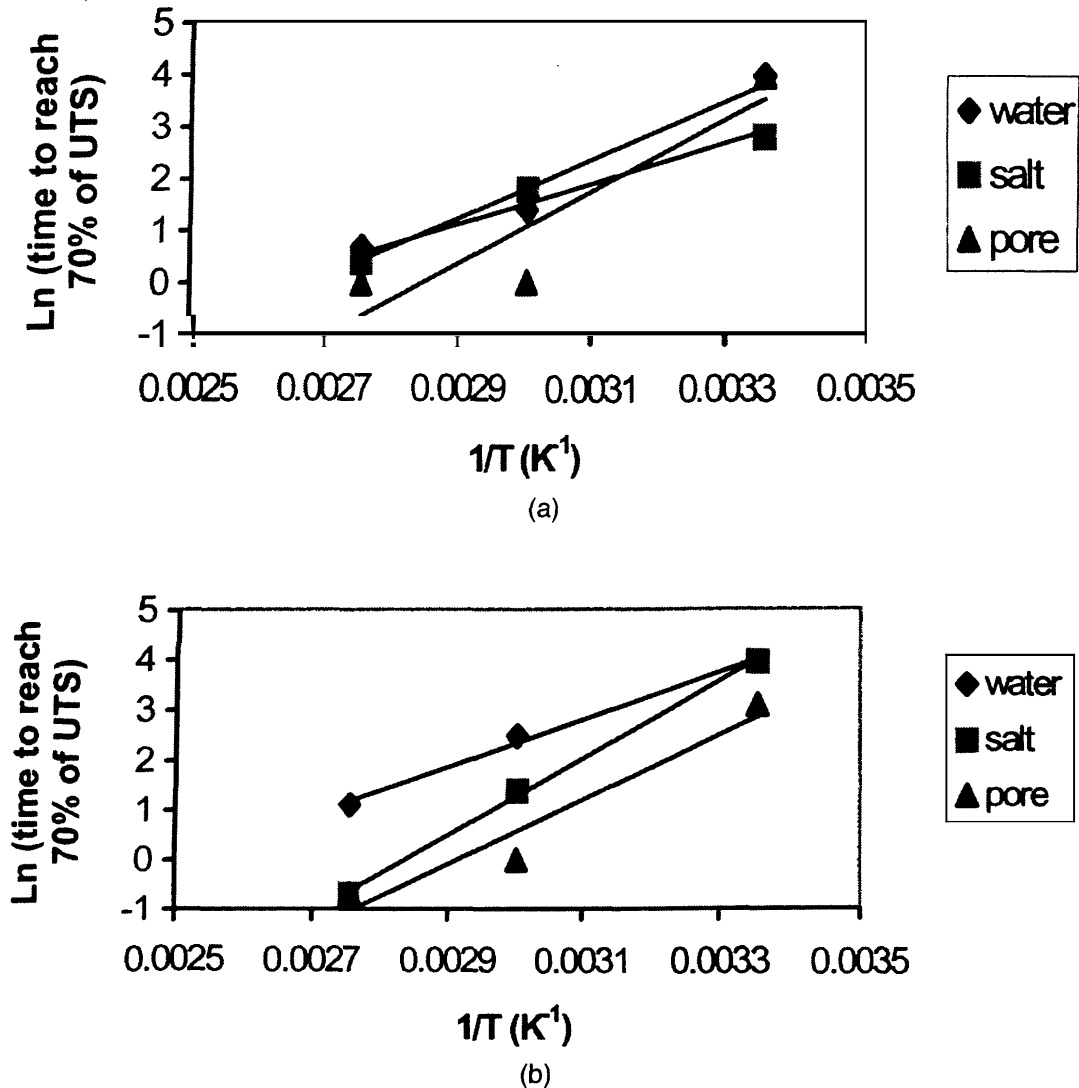 5
4
3
2
1
0
-1
Ln (time to reach
70% of UTS)
0.0025 0.0027 0.0029 0.0031 0.0033 0.0035
1/T (K⁻¹)
water
salt
pore
(a)
5
4
3
2
1
0
-1
Ln (time to reach
70% of UTS)
0.0025 0.0027 0.0029 0.0031 0.0033 0.0035
1/T (K⁻¹)
water
salt
pore
(b)